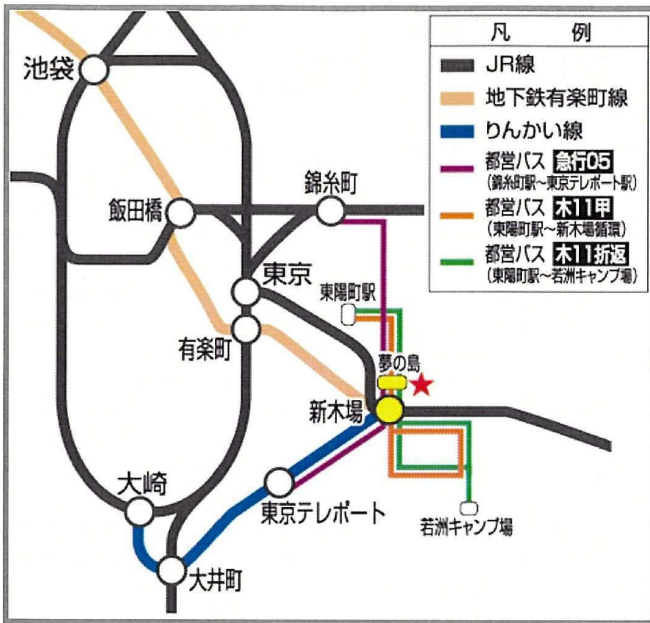 凡 例
JR線
地下鉄有楽町線
りんかい線
都営バス 急行05
(錦糸町駅~東京テレポート駅)
都営バス 木11甲
(東陽町駅~新木場循環)
都営バス 木11折返
(東陽町駅~若洲キャンプ場)
池袋
飯田橋
錦糸町
東京
東陽町駅
有楽町
夢の島
新木場
大崎
東京テレポート
若洲キャンプ場
大井町